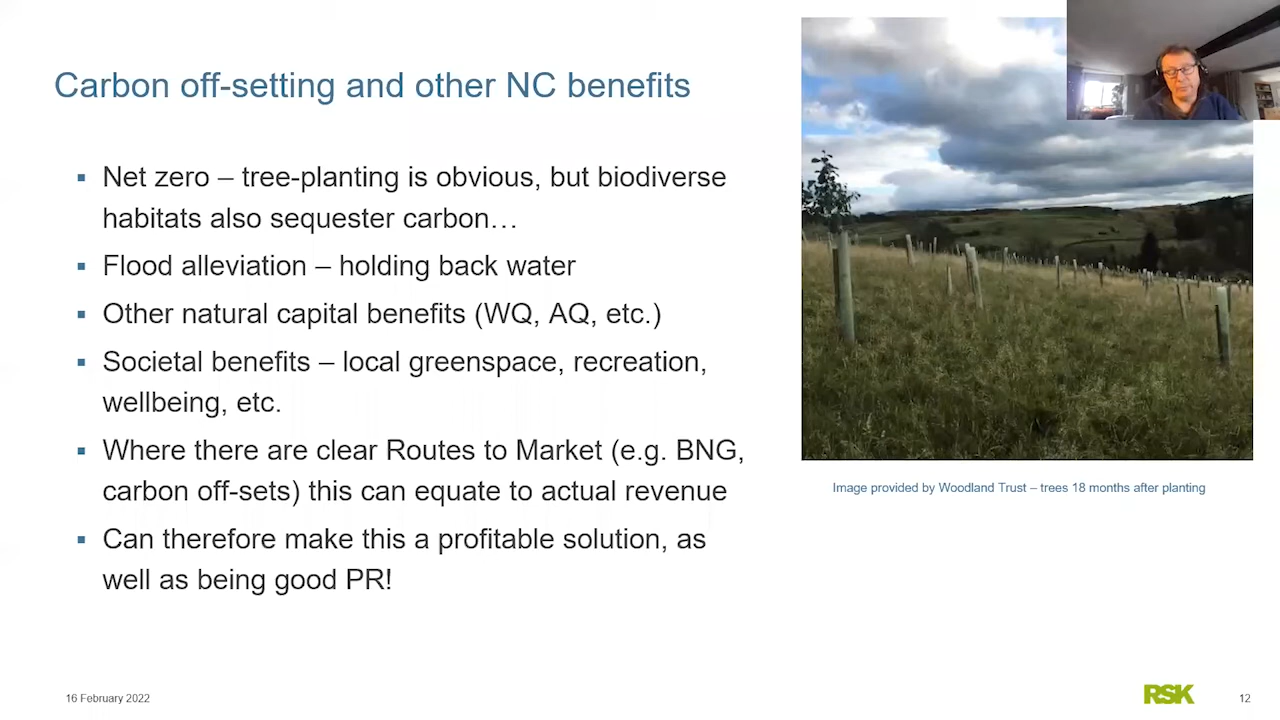 Carbon off-setting and other NC benefits
▪ Net zero – tree-planting is obvious, but biodiverse
habitats also sequester carbon…
▪ Flood alleviation – holding back water
▪ Other natural capital benefits (WQ, AQ, etc.)
▪ Societal benefits – local greenspace, recreation,
wellbeing, etc.
▪ Where there are clear Routes to Market (e.g. BNG,
carbon off-sets) this can equate to actual revenue
▪ Can therefore make this a profitable solution, as
well as being good PR!
Image provided by Woodland Trust – trees 18 months after planting
16 February 2022
RSK
12